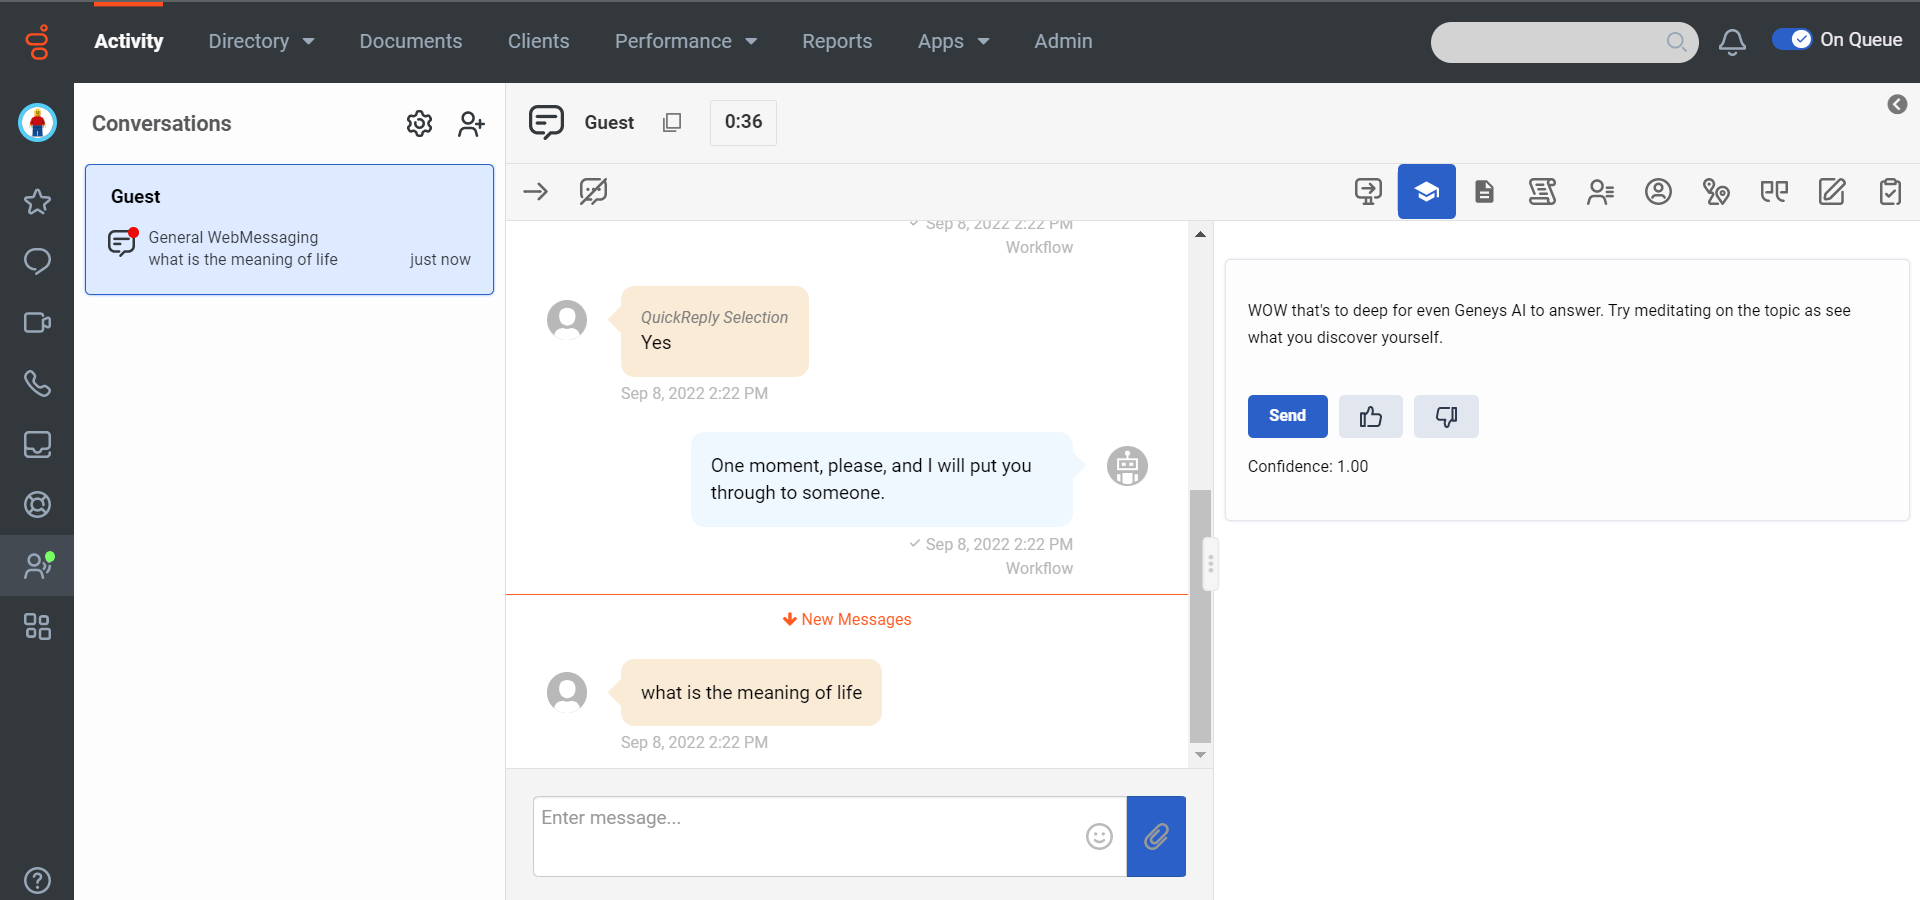 Activity
Directory
Documents
Clients
Performance
Reports
Apps
Admin
On Queue
Conversations
Guest
General WebMessaging
what is the meaning of life
just now
Guest
0:36
Sep 8, 2022 2:22 PM
Workflow
QuickReply Selection
Yes
Sep 8, 2022 2:22 PM
One moment, please, and I will put you
through to someone.
Sep 8, 2022 2:22 PM
Workflow
New Messages
what is the meaning of life
Sep 8, 2022 2:22 PM
Enter message...
WOW that's to deep for even Geneys AI to answer. Try meditating on the topic as see
what you discover yourself.
Send
Confidence: 1.00